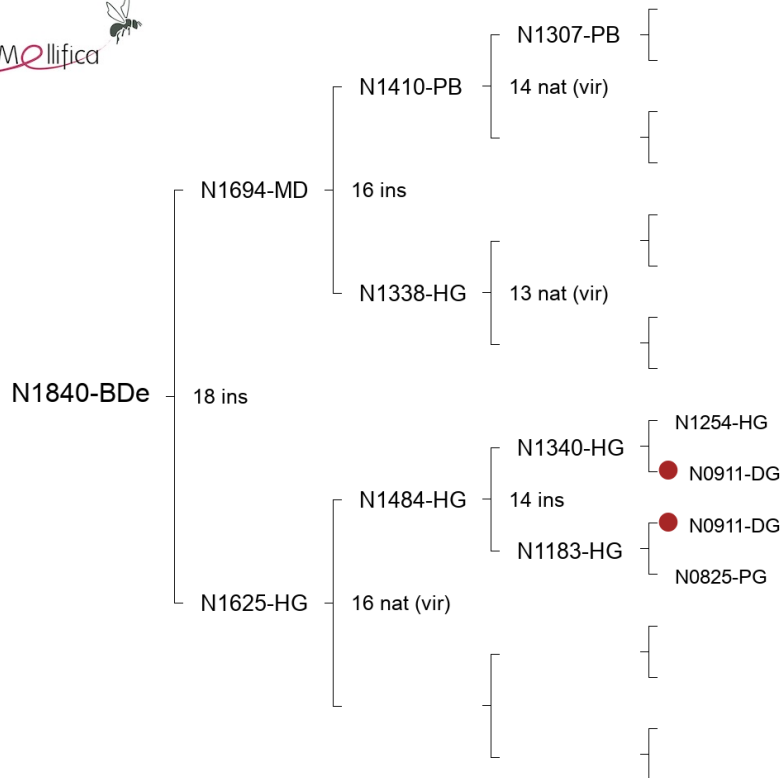 Mellifica
N1307-PB
N1410-PB
14 nat (vir)
N1694-MD
16 ins
N1338-HG
13 nat (vir)
N1840-BDe
18 ins
N1254-HG
N1340-HG
N0911-DG
N1484-HG
14 ins
N0911-DG
N1183-HG
N0825-PG
N1625-HG
16 nat (vir)